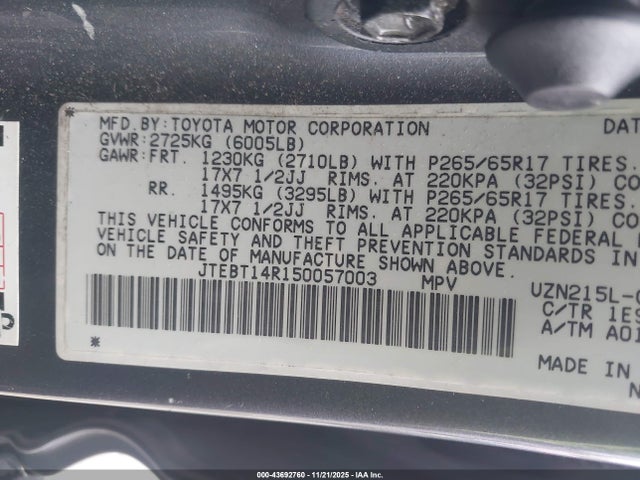 MFD.BY:TOYOTA MOTOR CORPORATION DAT
GVWR:2725KG (6005LB)
GAWR:FRT. 1230KG (2710LB) WITH P265/65R17 TIRES.
17X7 1/2JJ RIMS. AT 220KPA (32PSI) CO
RR. 1495KG (3295LB) WITH P265/65R17 TIRES.
17X7 1/2JJ RIMS. AT 220KPA (32PSI) CO
THIS VEHICLE CONFORMS TO ALL APPLICABLE FEDERAL
VEHICLE SAFETY AND THEFT PREVENTION STANDARDS IN
ON THE DATE OF MANUFACTURE SHOWN ABOVE.
JTEBT14R150057003 MPV UZN215L-G
C/TR 1E9
A/TM A01
MADE IN
000-43692760 - 11/21/2025 - IAA Inc.